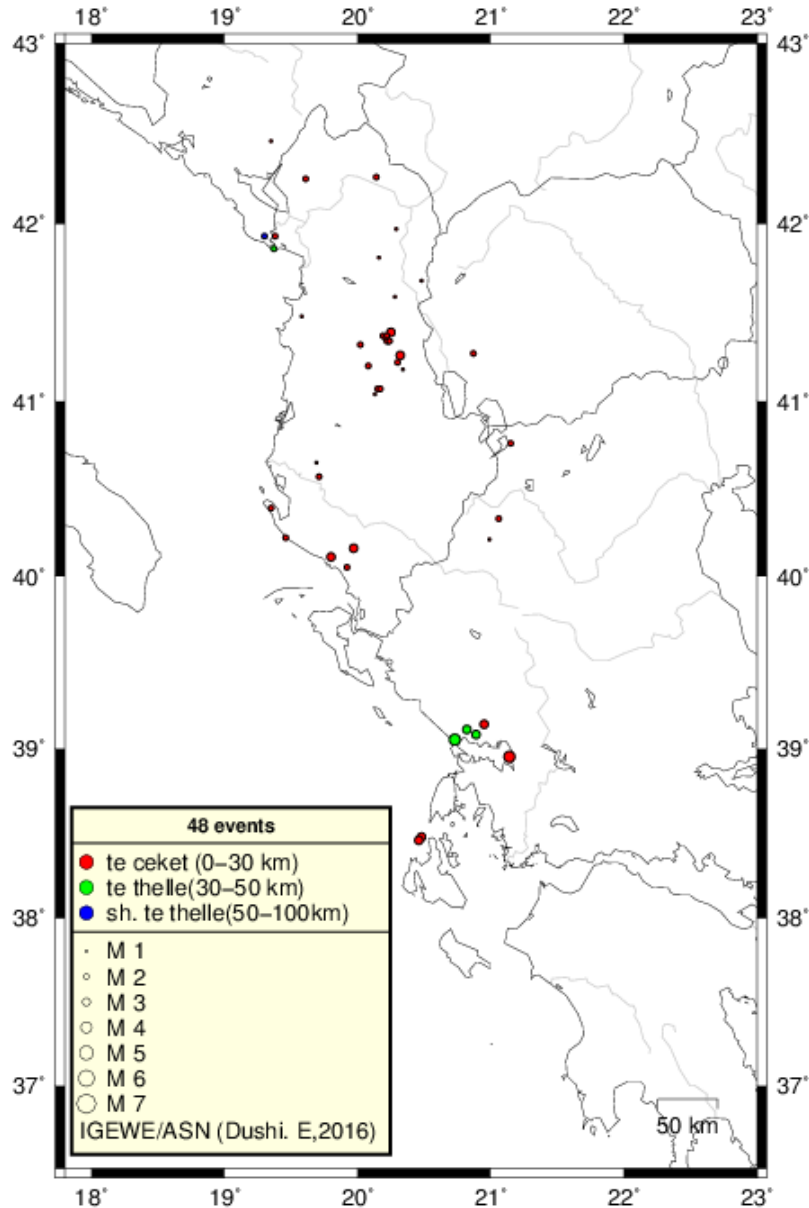 18˚ 19˚ 20˚ 21˚ 22˚ 23˚
43˚ 43˚
42˚ 42˚
41˚ 41˚
40˚ 40˚
39˚ 39˚
48 events
te ceket (0−30 km)
te thelle(30−50 km)
sh. te thelle(50−100km)
38˚ 38˚
M 1
M 2
M 3
M 4
M 5
M 6
M 7
37˚ 37˚
IGEWE/ASN (Dushi. E,2016)
50 km
18˚ 19˚ 20˚ 21˚ 22˚ 23˚